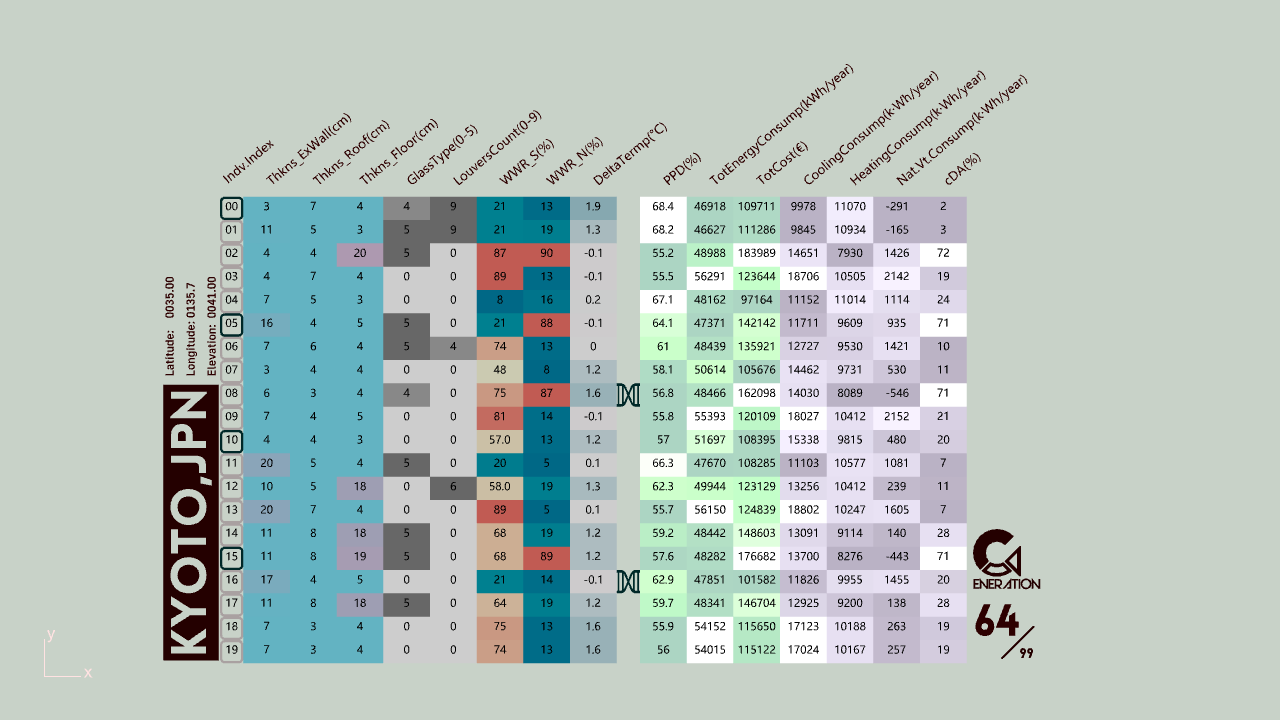 Indv.Index Thkns_ExWall(cm) Thkns_Roof(cm) Thkns_Floor(cm) GlassType(0-5) LouversCount(0-9) WWR_S(%) WWR_N(%) DeltaTermp(°C) PPD(%) TotEnergyConsump(kWh/year) TotCost(€) CoolingConsump(k·Wh/year) HeatingConsump(k·Wh/year) Nat.Vt.Consump(k·Wh/year) cDA(%)
00 3 7 4 4 9 21 13 1.9 68.4 46918 109711 9978 11070 -291 2
01 11 5 3 5 9 21 19 1.3 68.2 46627 111286 9845 10934 -165 3
02 4 4 20 5 0 87 90 -0.1 55.2 48988 183989 14651 7930 1426 72
03 4 7 4 0 0 89 13 -0.1 55.5 56291 123644 18706 10505 2142 19
04 7 5 3 0 0 8 16 0.2 67.1 48162 97164 11152 11014 1114 24
05 16 4 5 5 0 21 88 -0.1 64.1 47371 142142 11711 9609 935 71
06 7 6 4 5 4 74 13 0 61 48439 135921 12727 9530 1421 10
07 3 4 4 0 0 48 8 1.2 58.1 50614 105676 14462 9731 530 11
08 6 3 4 4 0 75 87 1.6 56.8 48466 162098 14030 8089 -546 71
09 7 4 5 0 0 81 14 -0.1 55.8 55393 120109 18027 10412 2152 21
10 4 4 3 0 0 57.0 13 1.2 57 51697 108395 15338 9815 480 20
11 20 5 4 5 0 20 5 0.1 66.3 47670 108285 11103 10577 1081 7
12 10 5 18 0 6 58.0 19 1.3 62.3 49944 123129 13256 10412 239 11
13 20 7 4 0 0 89 5 0.1 55.7 56150 124839 18802 10247 1605 7
14 11 8 18 5 0 68 19 1.2 59.2 48442 148603 13091 9114 140 28
15 11 8 19 5 0 68 89 1.2 57.6 48282 176682 13700 8276 -443 71
16 17 4 5 0 0 21 14 -0.1 62.9 47851 101582 11826 9955 1455 20
17 11 8 18 5 0 64 19 1.2 59.7 48341 146704 12925 9200 138 28
18 7 3 4 0 0 75 13 1.6 55.9 54152 115650 17123 10188 263 19
19 7 3 4 0 0 74 13 1.6 56 54015 115122 17024 10167 257 19
Latitude: 0035.00
Longitude: 0135.7
Elevation: 0041.00
KYOTO,JPN
G
ENERATION
64/99
y
x